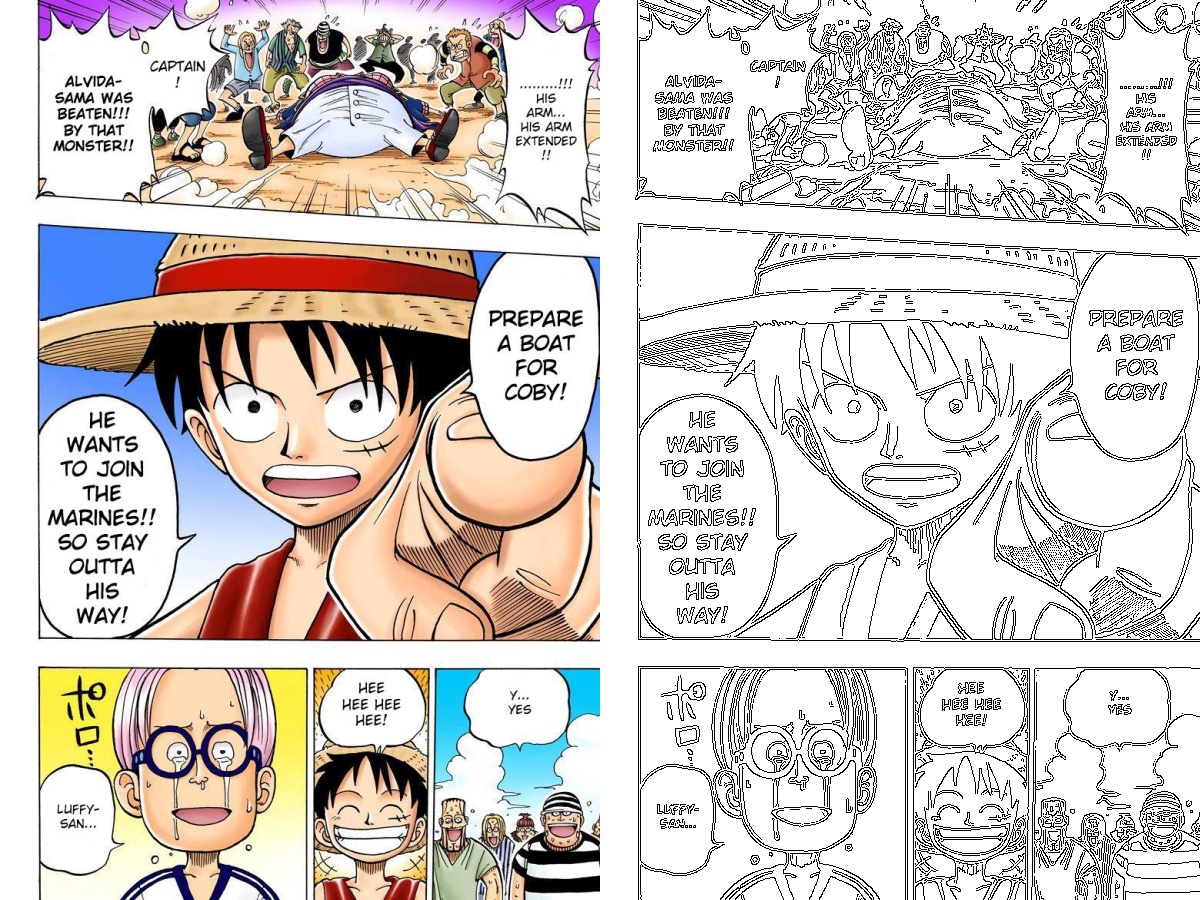 ALVIDA-
SAMA WAS
BEATEN!!!
BY THAT
MONSTER!!
CAPTAIN
!
.........!!!
HIS
ARM...
HIS ARM
EXTENDED
!!
PREPARE
A BOAT
FOR
COBY!
HE
WANTS
TO JOIN
THE
MARINES!!
SO STAY
OUTTA
HIS
WAY!
ポロ...
LUFFY-
SAN...
HEE
HEE HEE
HEE!
Y...
YES
ALVIDA-
SAMA WAS
BEATEN!!!
BY THAT
MONSTER!!
CAPTAIN
!
.........!!!
HIS
ARM...
HIS ARM
EXTENDED
!!
PREPARE
A BOAT
FOR
COBY!
HE
WANTS
TO JOIN
THE
MARINES!!
SO STAY
OUTTA
HIS
WAY!
ポロ...
LUFFY-
SAN...
HEE
HEE HEE
HEE!
Y...
YES